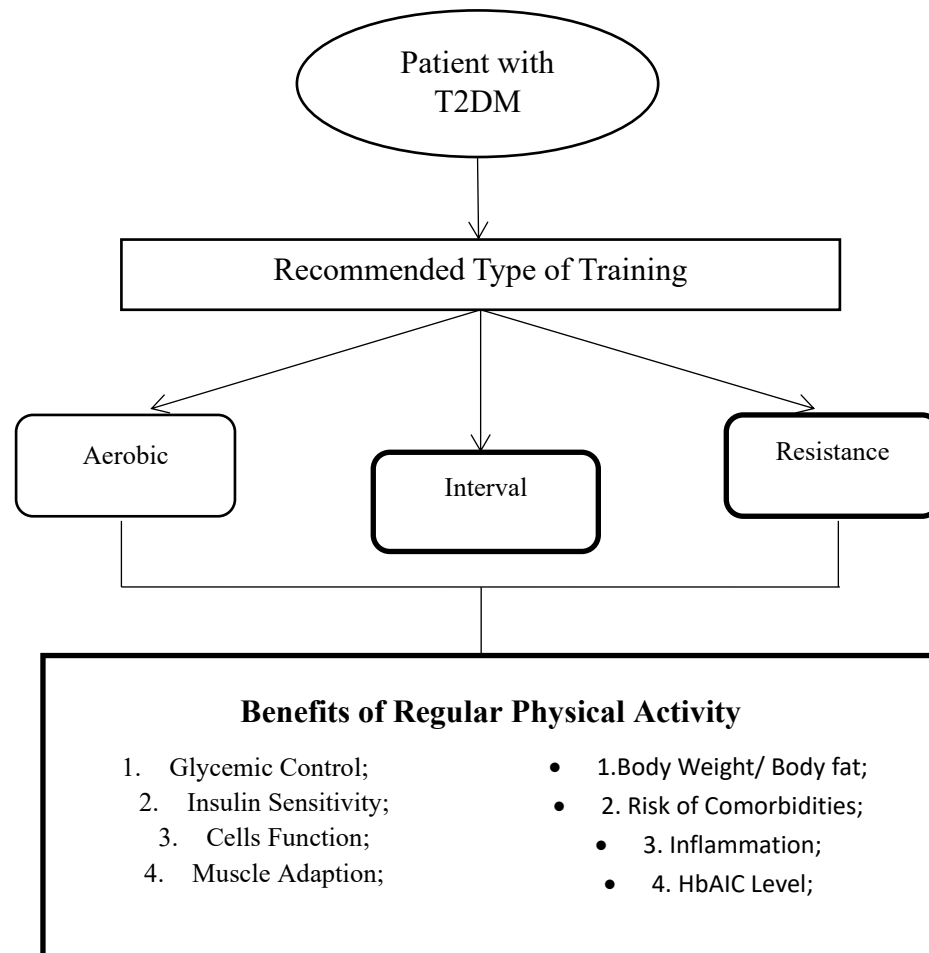 Patient with
T2DM
Recommended Type of Training
Aerobic
Interval
Resistance
Benefits of Regular Physical Activity
1. Glycemic Control;
2. Insulin Sensitivity;
3. Cells Function;
4. Muscle Adaption;
• 1.Body Weight/ Body fat;
• 2. Risk of Comorbidities;
• 3. Inflammation;
• 4. HbAIC Level;